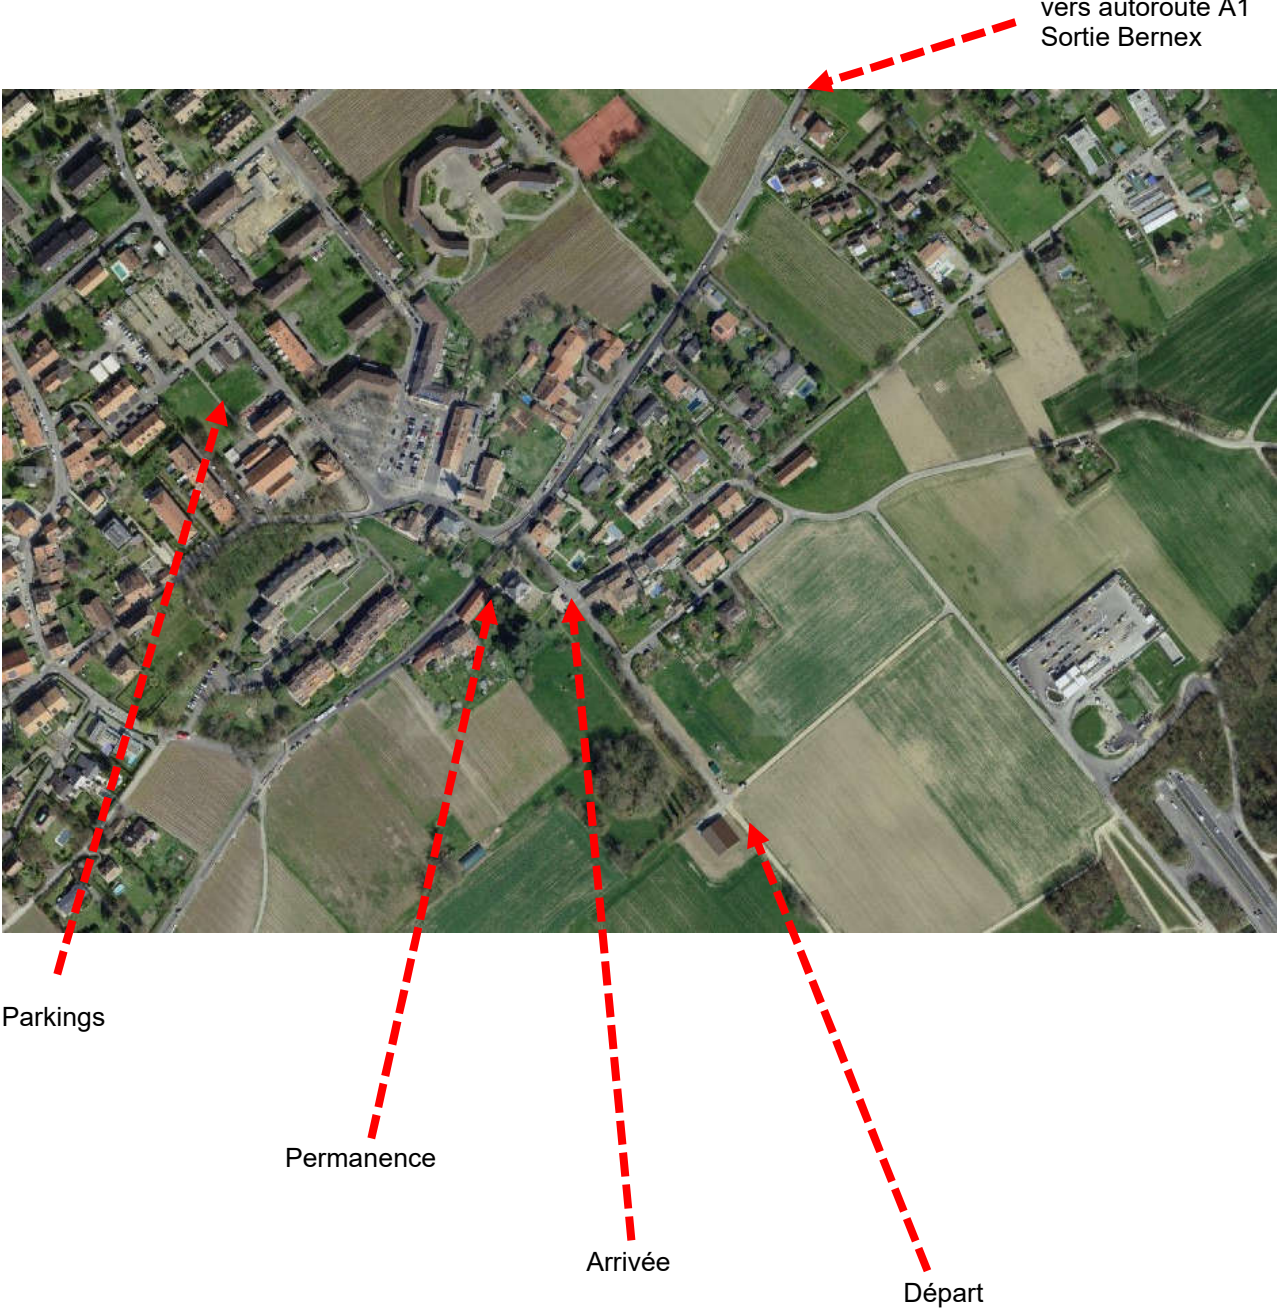 vers autoroute A1
Sortie Bernex
Parkings
Permanence
Arrivée
Départ